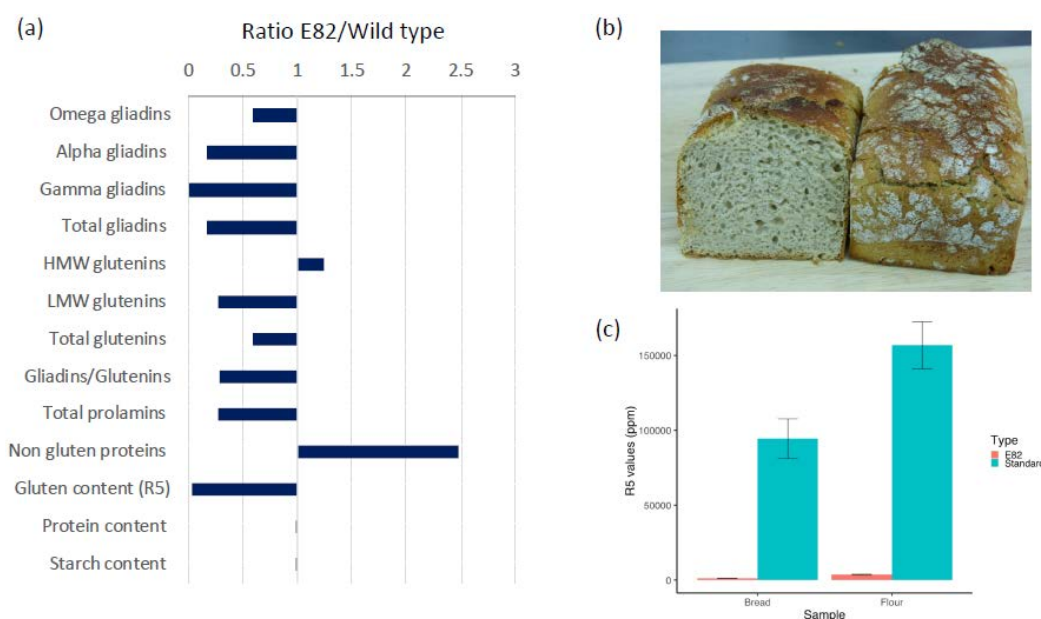 (a)
Ratio E82/Wild type
0 0.5 1 1.5 2 2.5 3
Omega gliadins
Alpha gliadins
Gamma gliadins
Total gliadins
HMW glutenins
LMW glutenins
Total glutenins
Gliadins/Glutenins
Total prolamins
Non gluten proteins
Gluten content (R5)
Protein content
Starch content
(b)
(c)
R5 values (ppm)
150000
100000
50000
0
Bread Flour
Sample
Type
E82
Standard